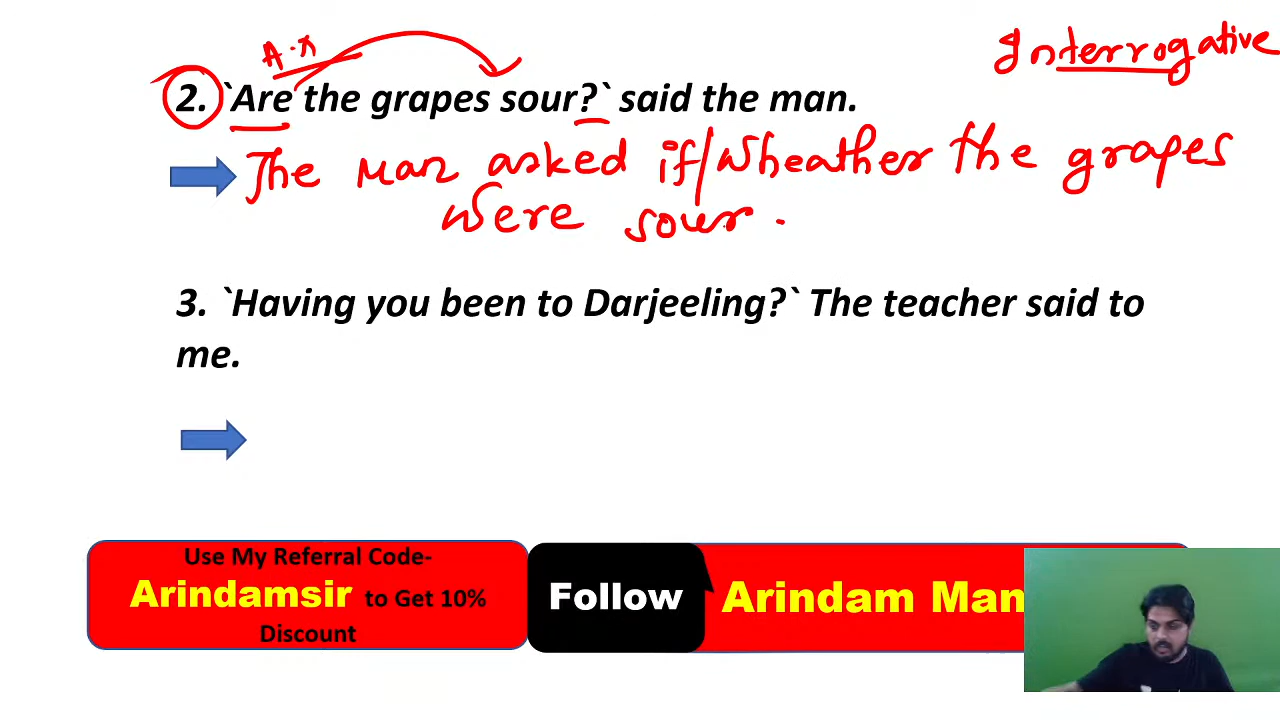 Interrogative
A.x
2. `Are the grapes sour?` said the man.
The man asked if/wheather the grapes
were sour.
3. `Having you been to Darjeeling?` The teacher said to
me.
Use My Referral Code-
Arindamsir to Get 10%
Discount
Follow
Arindam Man